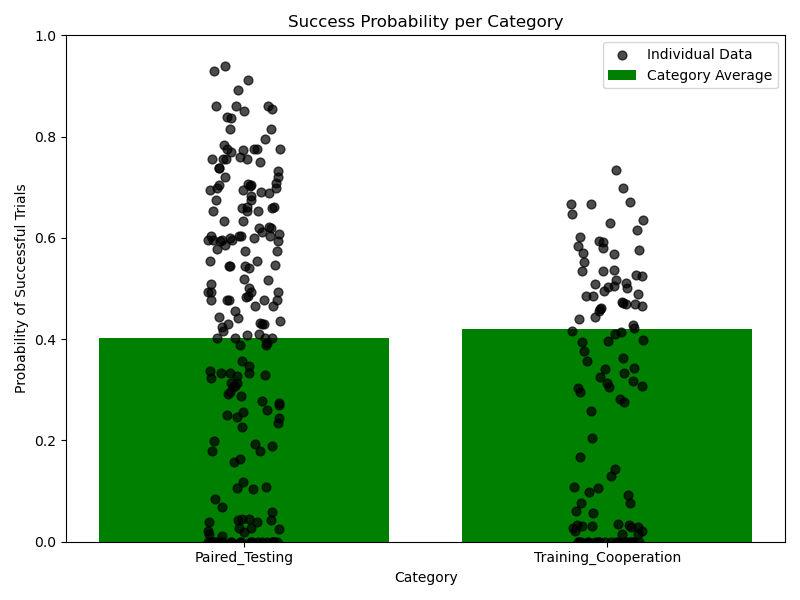 Success Probability per Category
Individual Data
Category Average
Probability of Successful Trials
1.0
0.8
0.6
0.4
0.2
0.0
Paired_Testing
Training_Cooperation
Category